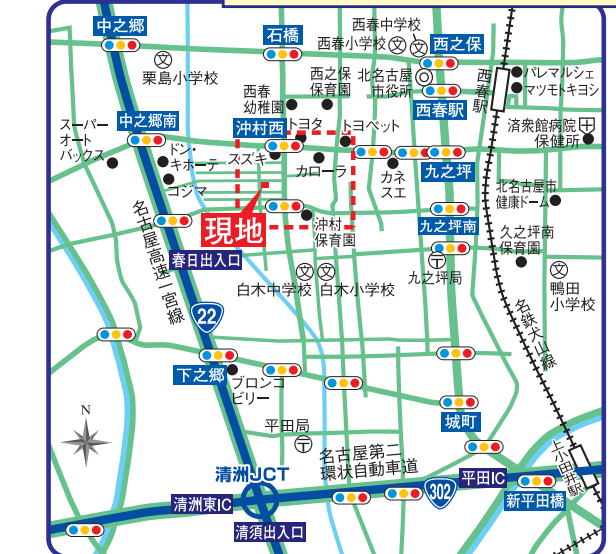 中之郷
石橋
西春中学校
西春小学校
西之保
栗島小学校
西春
幼稚園
西之保
保育園
北名古屋
市役所
西春駅
西春駅
パレマルシェ
マツモトキヨシ
スーパー
オート
バックス
中之郷南
沖村西
トヨタ
トヨペット
済衆館病院
保健所
ドン・
キホーテ
スズキ
カローラ
カネ
スエ
九之坪
コジマ
北名古屋市
健康ドーム
現地
沖村
保育園
九之坪南
久之坪南
保育園
名古屋高速一宮線
春日出入口
白木中学校
白木小学校
九之坪局
鴨田
小学校
22
名鉄犬山線
下之郷
ブロンコ
ビリー
N
平田局
城町
名古屋第二
環状自動車道
上小田井駅
清洲JCT
平田IC
清洲東IC
302
新平田橋
清須出入口